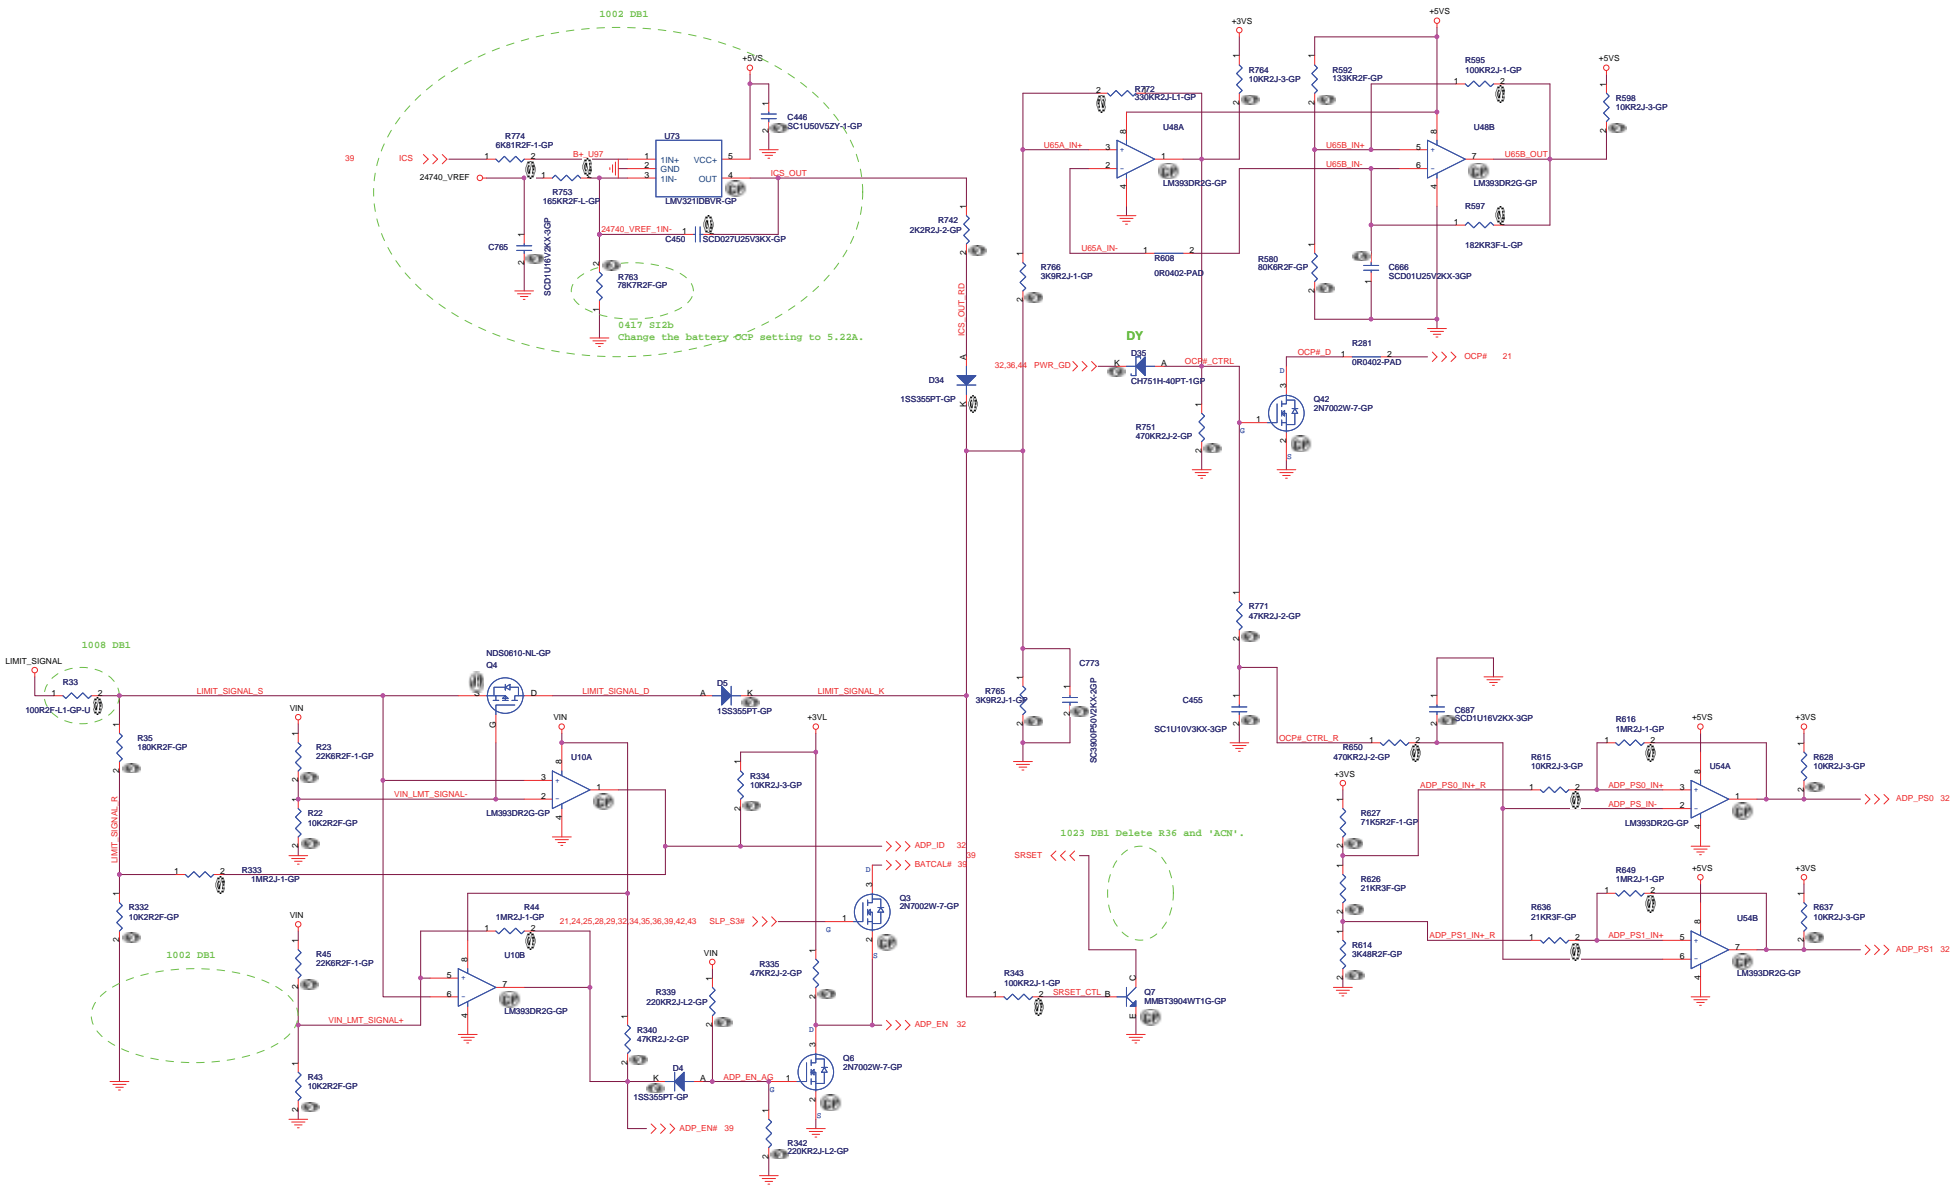 1002 DB1
+5VS
C446
SC1U50V5ZY-1-GP
R774
6K81R2F-1-GP
39 ICS
B+_U97
24740_VREF
R753
165KR2F-L-GP
U73
1IN+
GND
1IN-
VCC+
OUT
1
2
3
5
4
LMV321IDBVR-GP
ICS_OUT
24740_VREF_1IN-
C450
SCD027U25V3KX-GP
C765
SCD1U16V2KX-3GP
R763
78K7R2F-GP
0417 SI2b
Change the battery OCP setting to 5.22A.
R742
2K2R2J-2-GP
ICS_OUT_RD
D34
1SS355PT-GP
A
K
+3VS
R764
10KR2J-3-GP
R772
330KR2J-L1-GP
U65A_IN+
U48A
LM393DR2G-GP
U65A_IN-
R608
0R0402-PAD
R766
3K9R2J-1-GP
+5VS
R592
133KR2F-GP
R595
100KR2J-1-GP
+5VS
R598
10KR2J-3-GP
U65B_IN+
U65B_IN-
U48B
U65B_OUT
LM393DR2G-GP
R597
182KR3F-L-GP
R580
80K6R2F-GP
C666
SCD01U25V2KX-3GP
DY
32,36,44 PWR_GD
D35
CH751H-40PT-1GP
OCP#_CTRL
OCP#_D
R281
0R0402-PAD
OCP# 21
Q42
2N7002W-7-GP
R751
470KR2J-2-GP
R771
47KR2J-2-GP
C455
SC1U10V3KX-3GP
R765
3K9R2J-1-GP
C773
SC3900P50V2KX-2GP
OCP#_CTRL_R
R650
470KR2J-2-GP
C687
SCD1U16V2KX-3GP
+3VS
R627
71K5R2F-1-GP
R626
21KR3F-GP
R614
3K48R2F-GP
ADP_PS0_IN+_R
ADP_PS1_IN+_R
R615
10KR2J-3-GP
R616
1MR2J-1-GP
+5VS
ADP_PS0_IN+
ADP_PS_IN-
U54A
LM393DR2G-GP
+3VS
R628
10KR2J-3-GP
ADP_PS0 32
R636
21KR3F-GP
R649
1MR2J-1-GP
+5VS
ADP_PS1_IN+
U54B
LM393DR2G-GP
+3VS
R637
10KR2J-3-GP
ADP_PS1 32
1008 DB1
LIMIT_SIGNAL
R33
100R2F-L1-GP-U
LIMIT_SIGNAL_S
NDS0610-NL-GP
Q4
S
D
G
LIMIT_SIGNAL_D
D5
1SS355PT-GP
LIMIT_SIGNAL_K
R35
180KR2F-GP
LIMIT_SIGNAL_R
VIN
R23
22K6R2F-1-GP
VIN_LMT_SIGNAL-
R22
10K2R2F-GP
VIN
U10A
LM393DR2G-GP
R333
1MR2J-1-GP
R332
10K2R2F-GP
+3VL
R334
10KR2J-3-GP
ADP_ID 32
BATCAL# 39
Q3
2N7002W-7-GP
21,24,25,28,29,32,34,35,36,39,42,43 SLP_S3#
1002 DB1
VIN
R45
22K6R2F-1-GP
VIN_LMT_SIGNAL+
R43
10K2R2F-GP
R44
1MR2J-1-GP
U10B
LM393DR2G-GP
R340
47KR2J-2-GP
VIN
R339
220KR2J-L2-GP
R335
47KR2J-2-GP
ADP_EN 32
D4
1SS355PT-GP
ADP_EN_AG
Q6
2N7002W-7-GP
R342
220KR2J-L2-GP
ADP_EN# 39
1023 DB1 Delete R36 and 'ACN'.
39 SRSET
R343
100KR2J-1-GP
SRSET_CTL
B
C
E
Q7
MMBT3904WT1G-GP